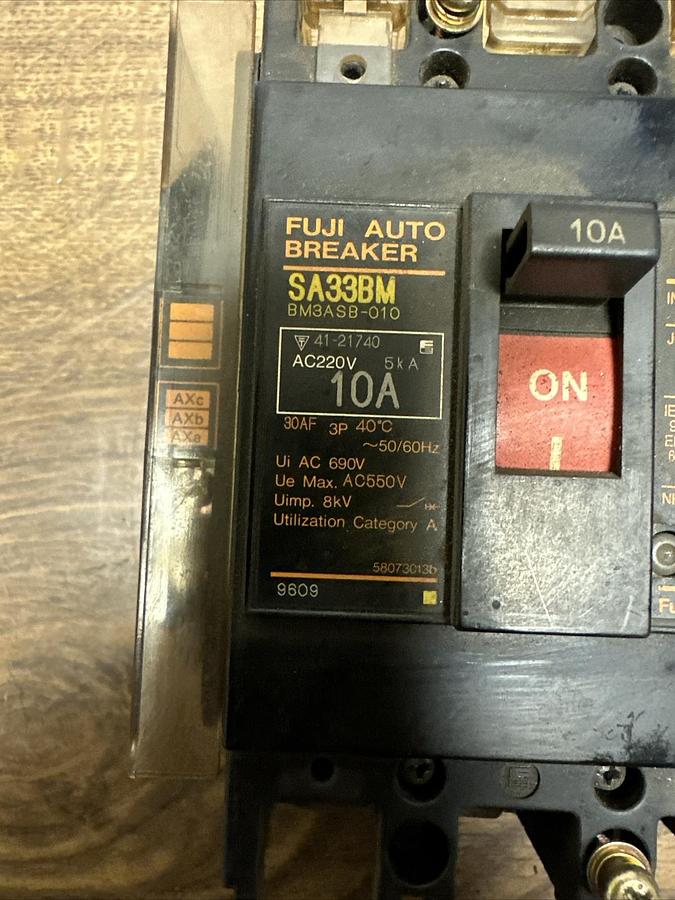 FUJI AUTO
BREAKER
SA33BM
BM3ASB-010
41-21740
AC220V 5kA
10A
30AF 3P 40°C
~50/60Hz
Ui AC 690V
Ue Max. AC550V
Uimp. 8kV
Utilization Category A
58073013b
9609
10A
ON
AXc
AXb
AXa